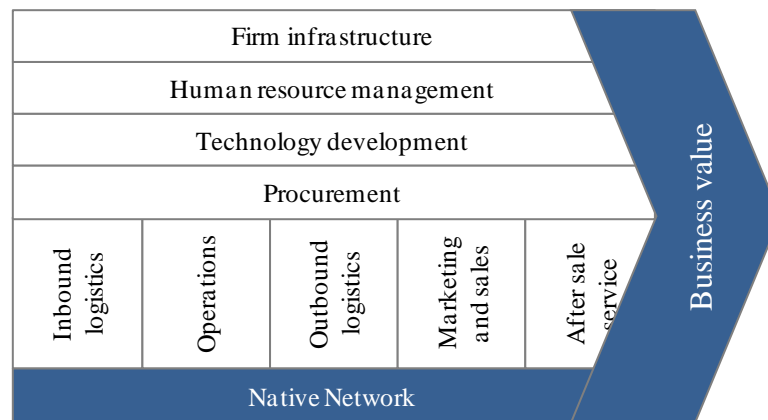 Firm infrastructure
Human resource management
Technology development
Procurement
Inbound
logistics
Operations
Outbound
logistics
Marketing
and sales
After sale
service
Native Network
Business value